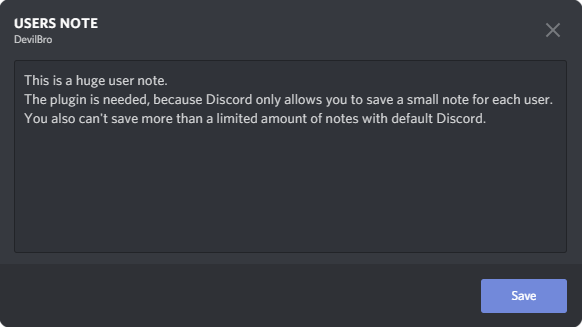 USERS NOTE
DevilBro
This is a huge user note.
The plugin is needed, because Discord only allows you to save a small note for each user.
You also can't save more than a limited amount of notes with default Discord.
Save